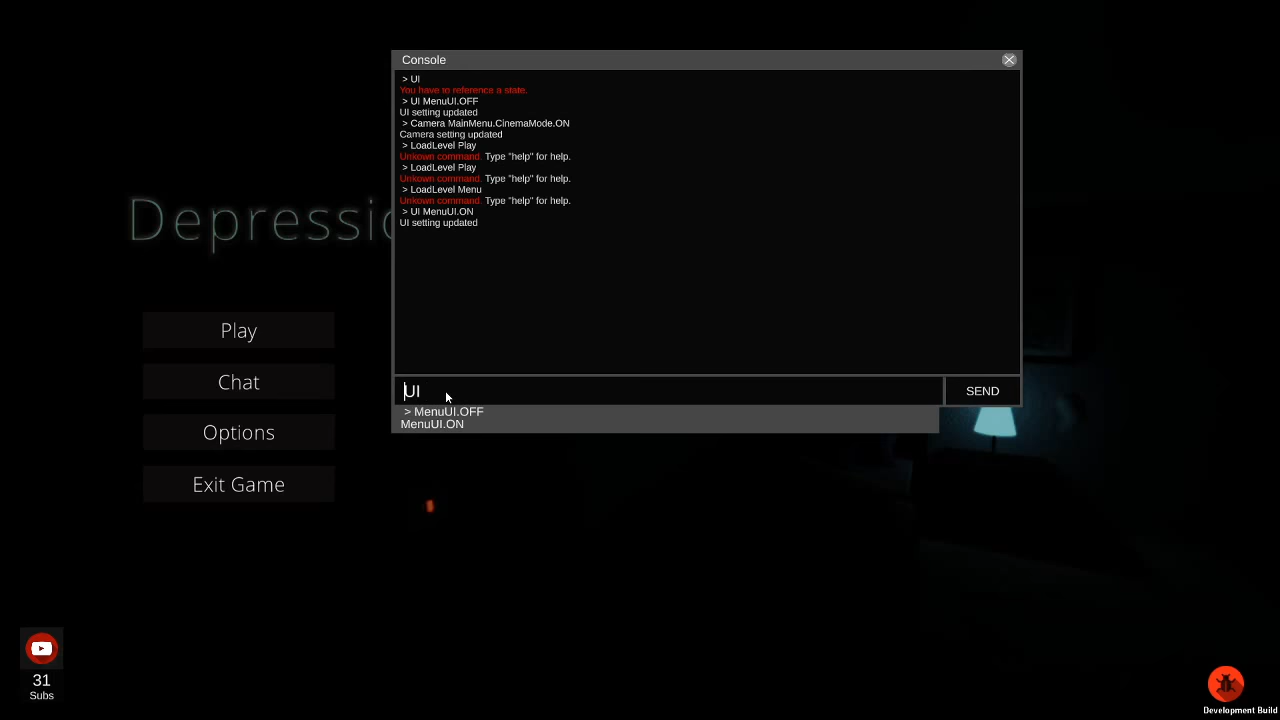 Console
> UI
You have to reference a state.
> UI MenuUI.OFF
UI setting updated
> Camera MainMenu.CinemaMode.ON
Camera setting updated
> LoadLevel Play
Unkown command. Type "help" for help.
> LoadLevel Play
Unkown command. Type "help" for help.
> LoadLevel Menu
Unkown command. Type "help" for help.
> UI MenuUI.ON
UI setting updated
UI
SEND
> MenuUI.OFF
MenuUI.ON
Depressio
Play
Chat
Options
Exit Game
31
Subs
Development Build